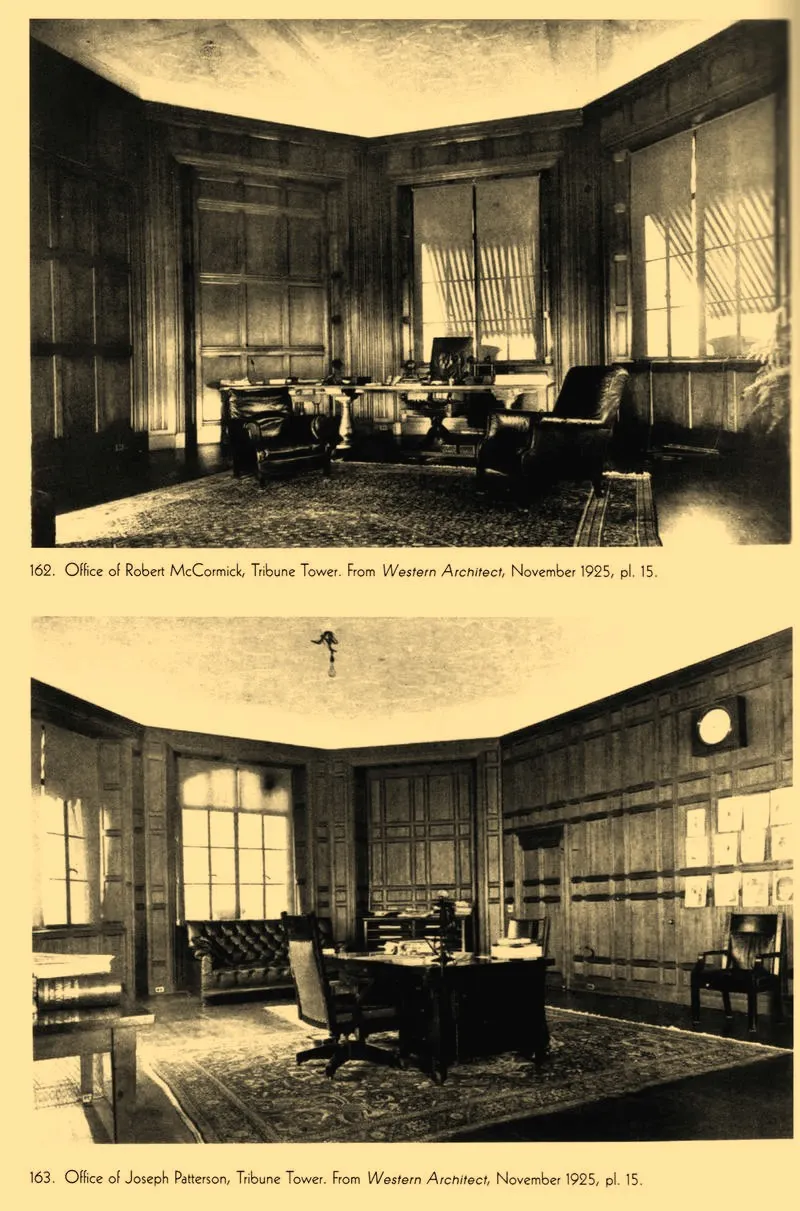 162. Office of Robert McCormick, Tribune Tower. From Western Architect, November 1925, pl. 15.
163. Office of Joseph Patterson, Tribune Tower. From Western Architect, November 1925, pl. 15.